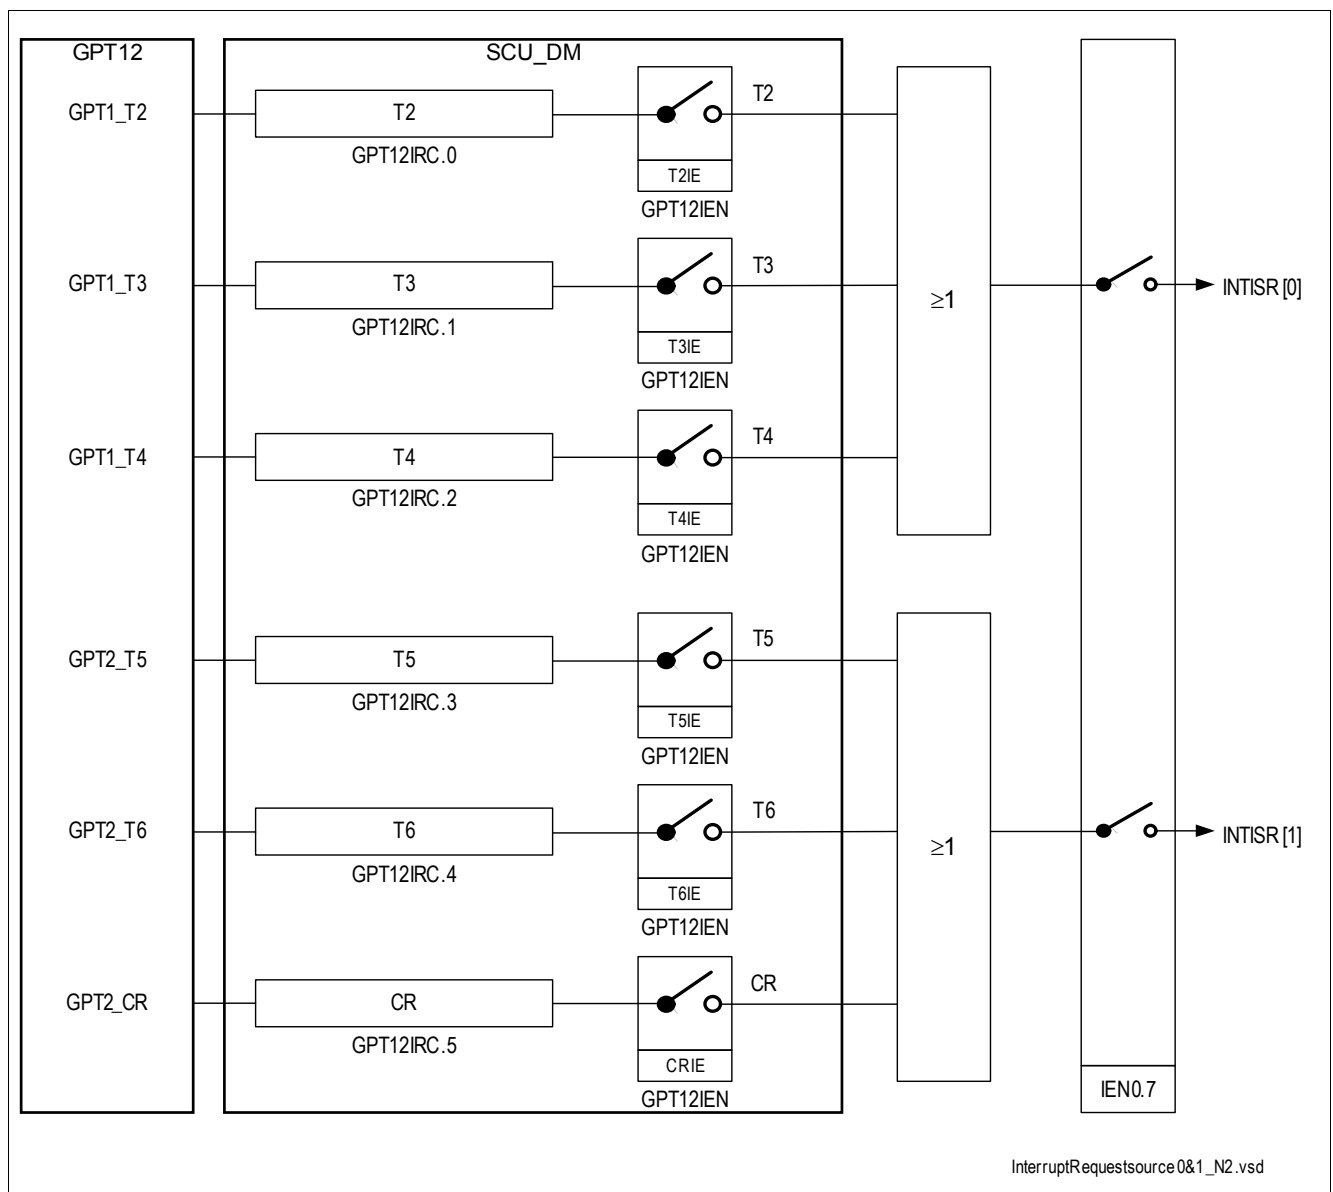 GPT12
SCU_DM
GPT1_T2
T2
T2
GPT12IRC.0
T2IE
GPT12IEN
GPT1_T3
T3
T3
GPT12IRC.1
≥1
INTISR [0]
T3IE
GPT12IEN
GPT1_T4
T4
T4
GPT12IRC.2
T4IE
GPT12IEN
GPT2_T5
T5
T5
GPT12IRC.3
T5IE
GPT12IEN
GPT2_T6
T6
T6
GPT12IRC.4
≥1
INTISR [1]
T6IE
GPT12IEN
GPT2_CR
CR
CR
GPT12IRC.5
CRIE
GPT12IEN
IEN0.7
InterruptRequestsource 0&1_N2.vsd